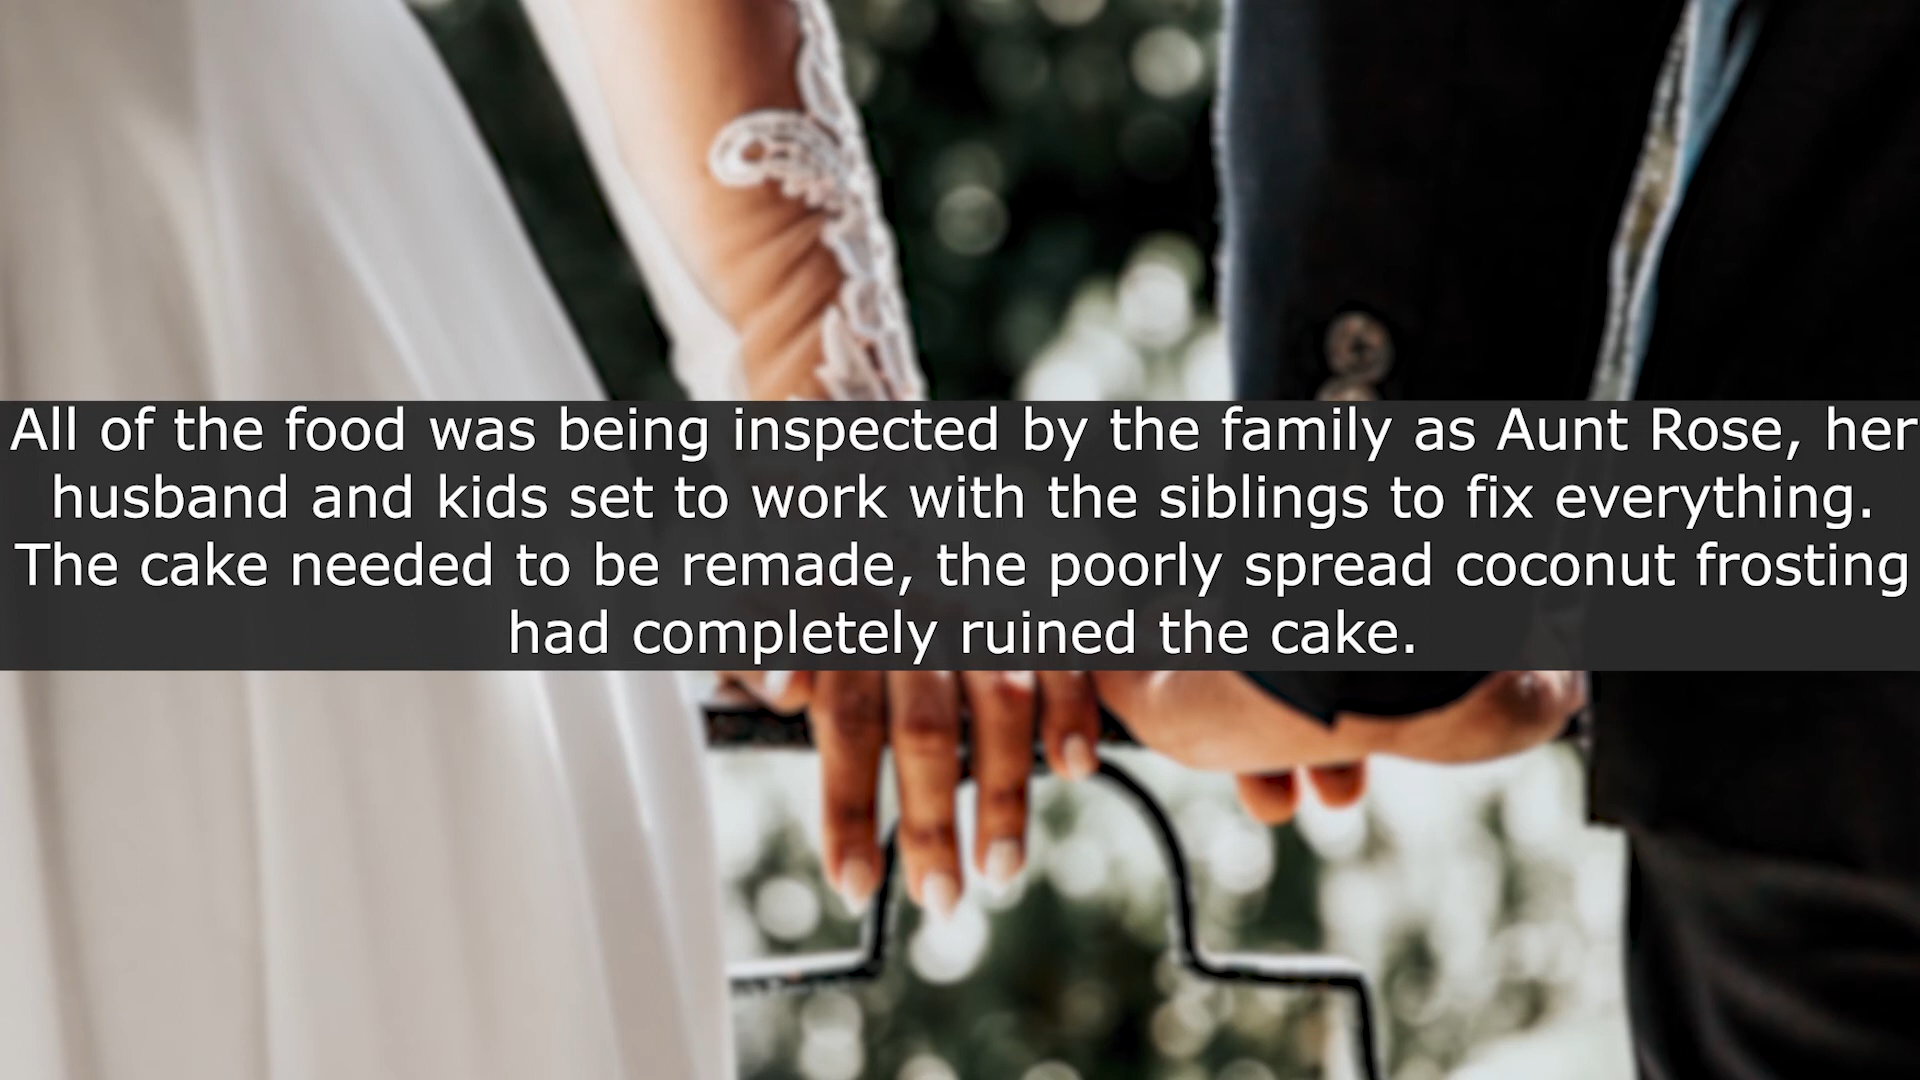 All of the food was being inspected by the family as Aunt Rose, her
husband and kids set to work with the siblings to fix everything.
The cake needed to be remade, the poorly spread coconut frosting
had completely ruined the cake.